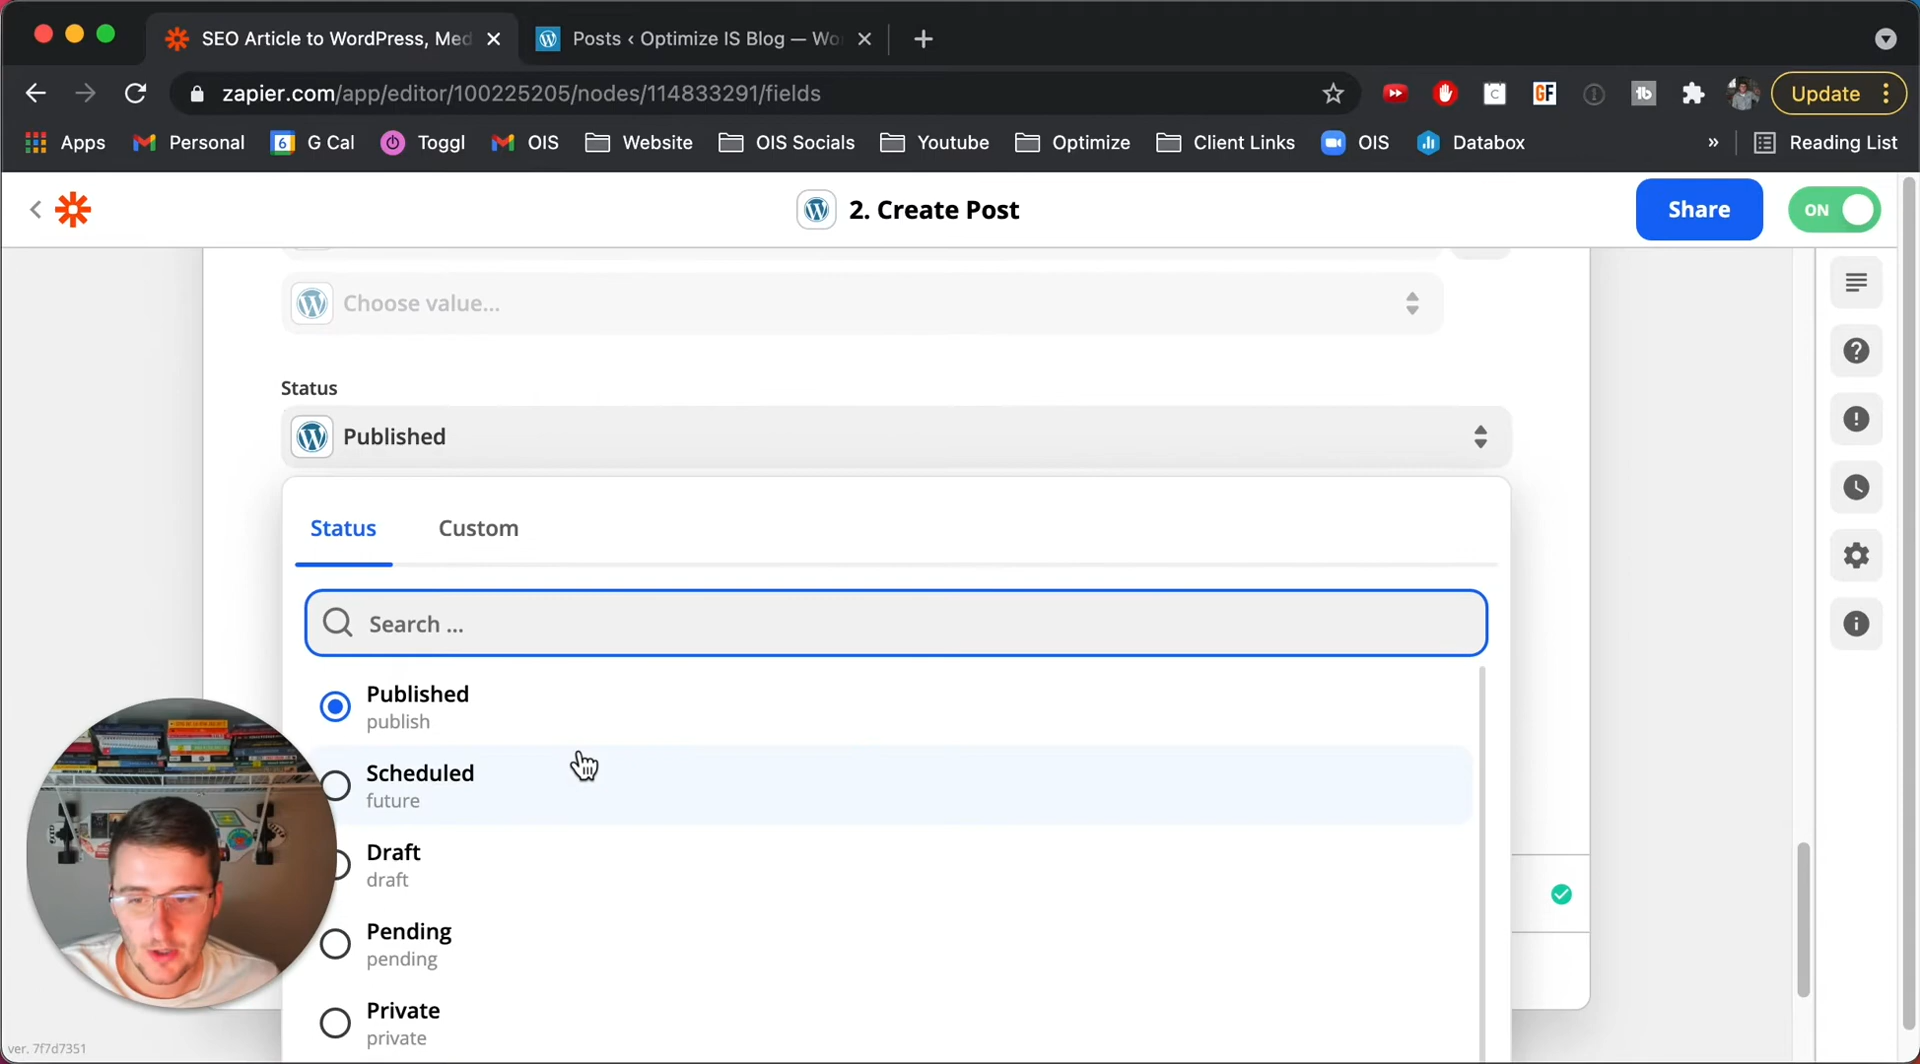 SEO Article to WordPress, Med
Posts ‹ Optimize IS Blog — Wo
zapier.com/app/editor/100225205/nodes/114833291/fields
C
GF
tb
Update
Apps
Personal
6
G Cal
Toggl
OIS
Website
OIS Socials
Youtube
Optimize
Client Links
OIS
Databox
»
Reading List
2. Create Post
Share
ON
Choose value...
Status
Published
Status
Custom
Search ...
Published
publish
Scheduled
future
Draft
draft
Pending
pending
Private
private
ver. 7f7d7351